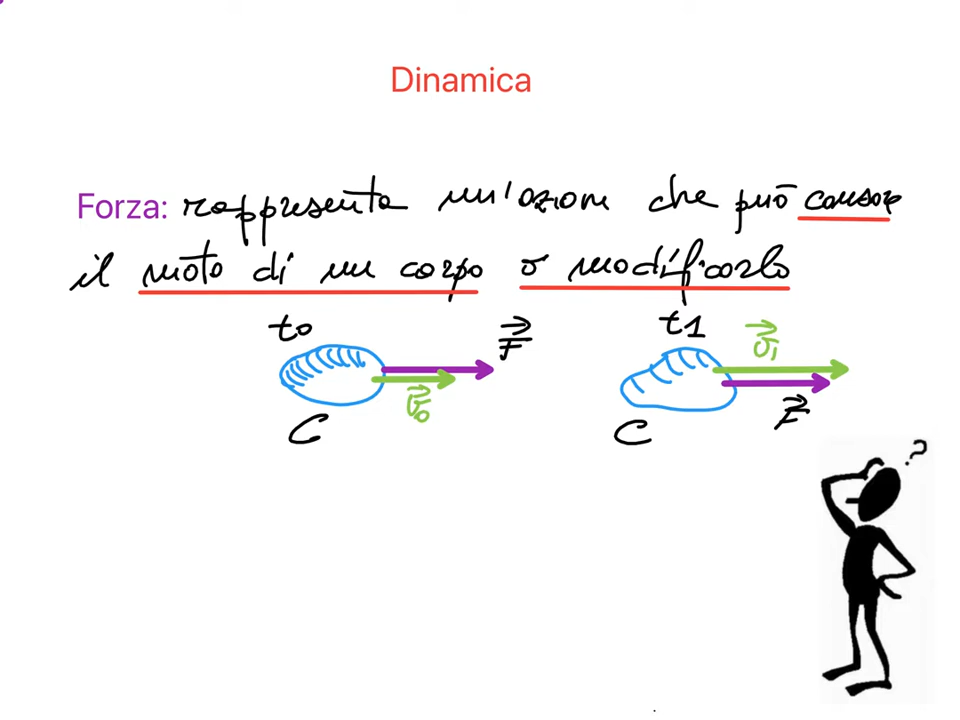 Dinamica
Forza: rappresenta un'azione che può causare
il moto di un corpo o modificarlo
t0 F t1 v1
v0 F
C C
?